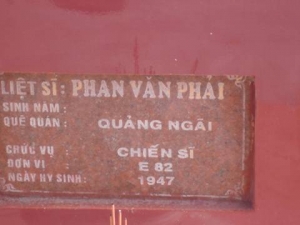 LIỆT SĨ : PHAN VĂN PHẢI
SINH NĂM :
QUÊ QUÁN : QUẢNG NGÃI
CHỨC VỤ : CHIẾN SĨ
ĐƠN VỊ : E 82
NGÀY HY SINH: 1947